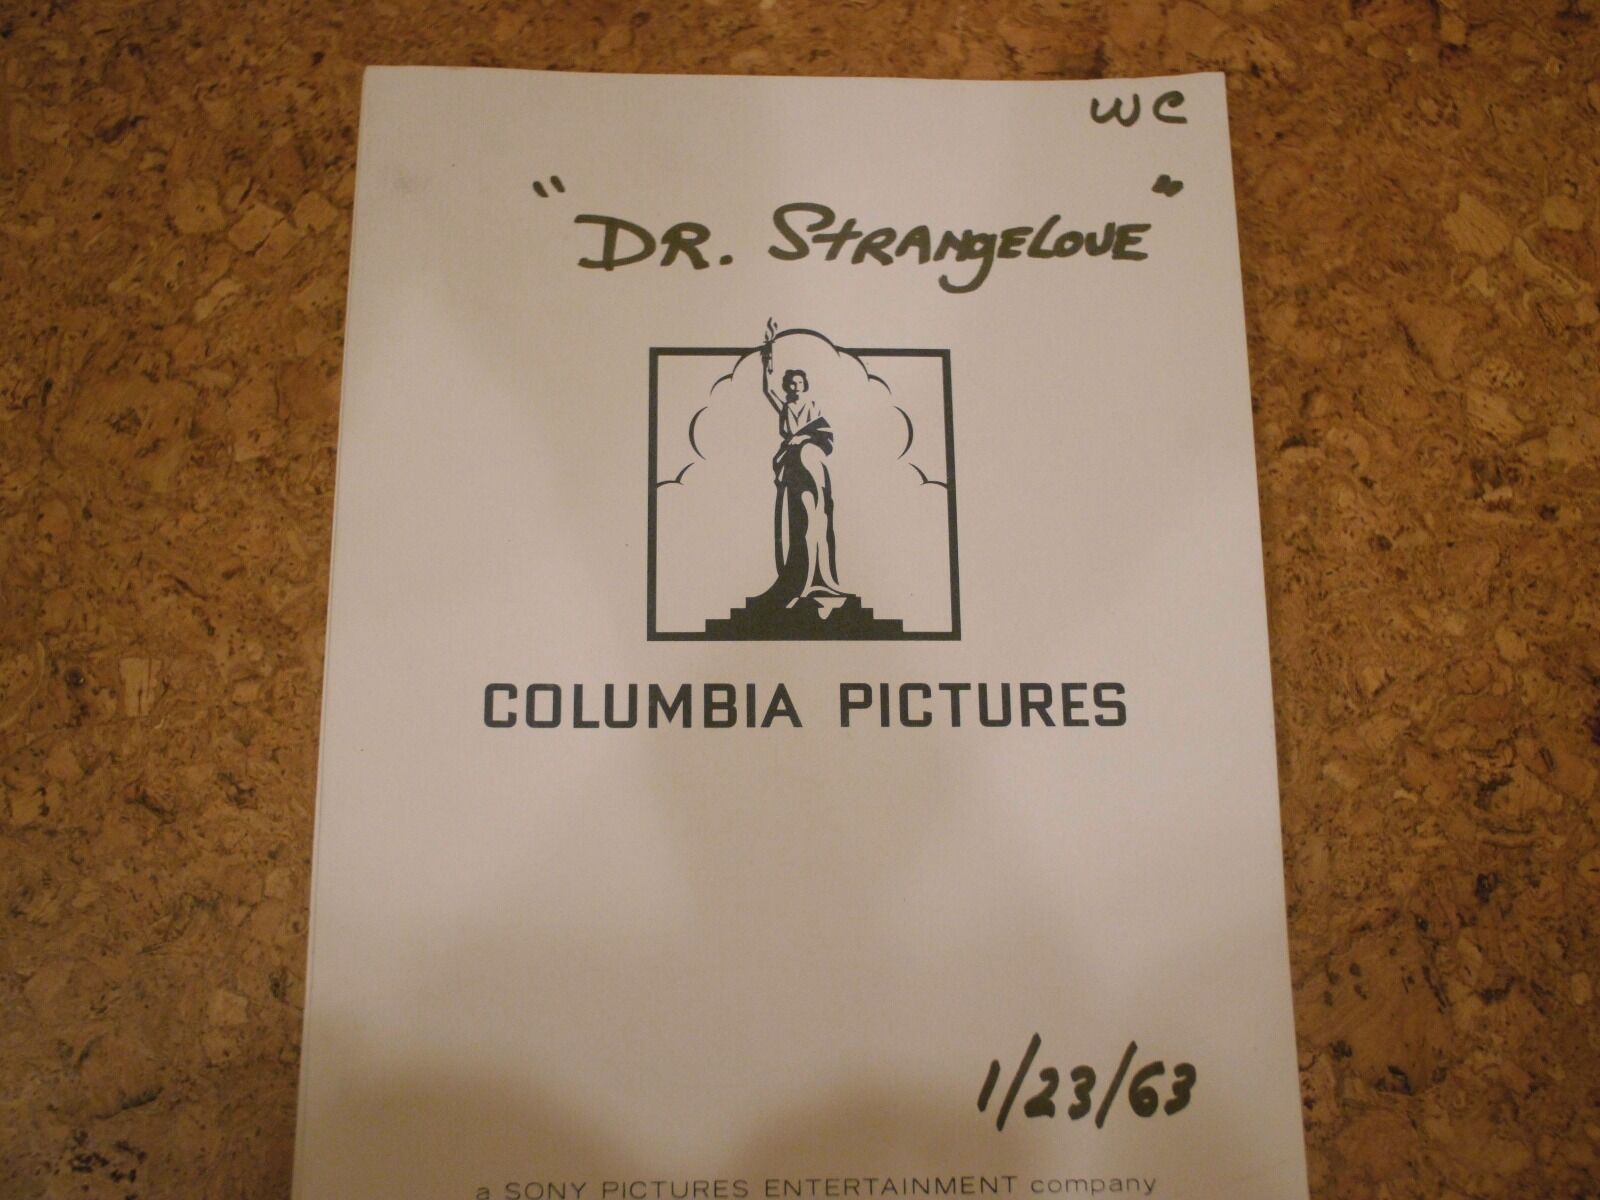 WC
"DR. STRANGELOVE"
COLUMBIA PICTURES
1/23/63
a SONY PICTURES ENTERTAINMENT company